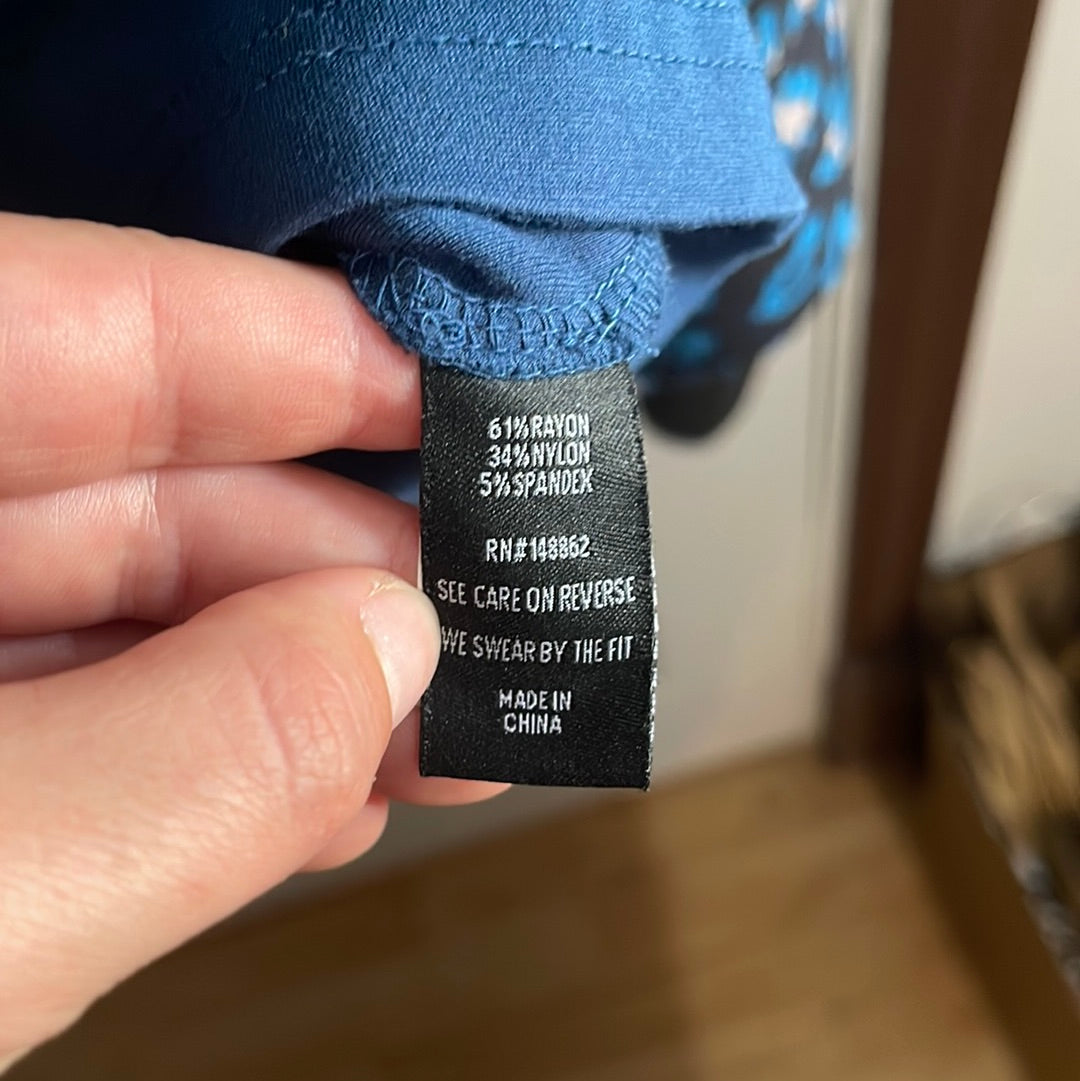 61%RAYON
34%NYLON
5%SPANDEX
RN#148862
SEE CARE ON REVERSE
WE SWEAR BY THE FIT
MADE IN
CHINA